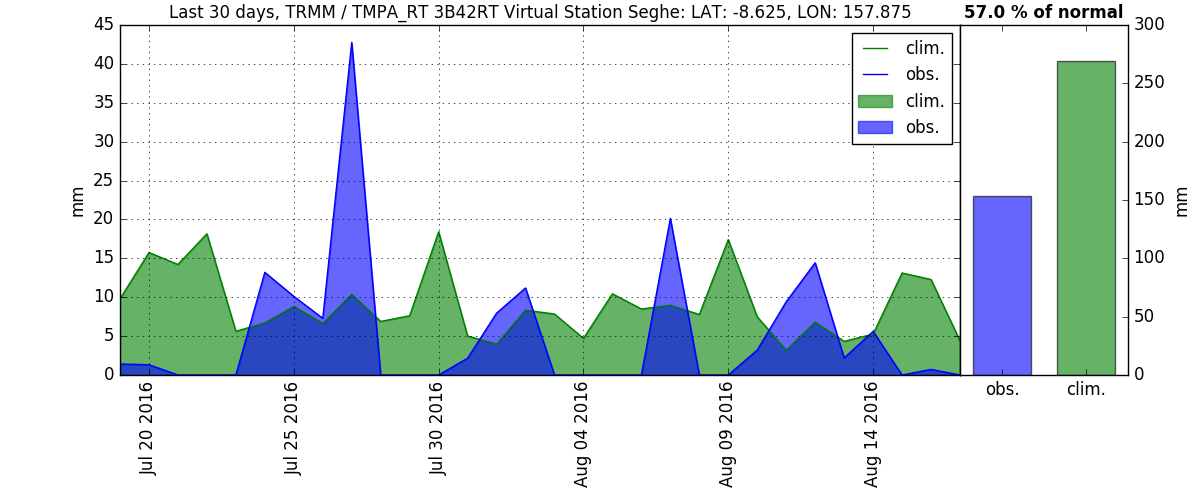 Last 30 days, TRMM / TMPA_RT 3B42RT Virtual Station Seghe: LAT: -8.625, LON: 157.875
57.0 % of normal
45
40
35
30
25
20
15
10
5
0
mm
clim.
obs.
clim.
obs.
Jul 20 2016
Jul 25 2016
Jul 30 2016
Aug 04 2016
Aug 09 2016
Aug 14 2016
300
250
200
150
100
50
0
mm
obs.
clim.